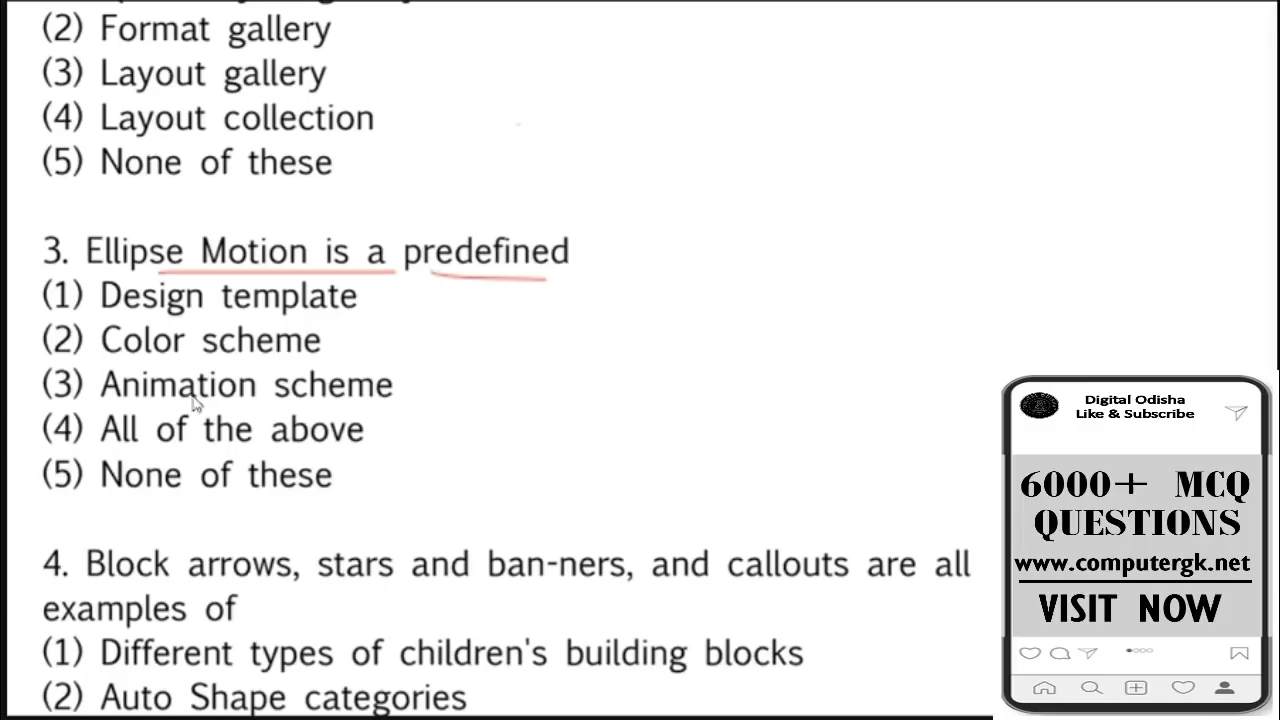 (2) Format gallery
(3) Layout gallery
(4) Layout collection
(5) None of these
3. Ellipse Motion is a predefined
(1) Design template
(2) Color scheme
(3) Animation scheme
(4) All of the above
(5) None of these
4. Block arrows, stars and ban-ners, and callouts are all
examples of
(1) Different types of children's building blocks
(2) Auto Shape categories
Digital Odisha
Like & Subscribe
6000+ MCQ
QUESTIONS
www.computergk.net
VISIT NOW